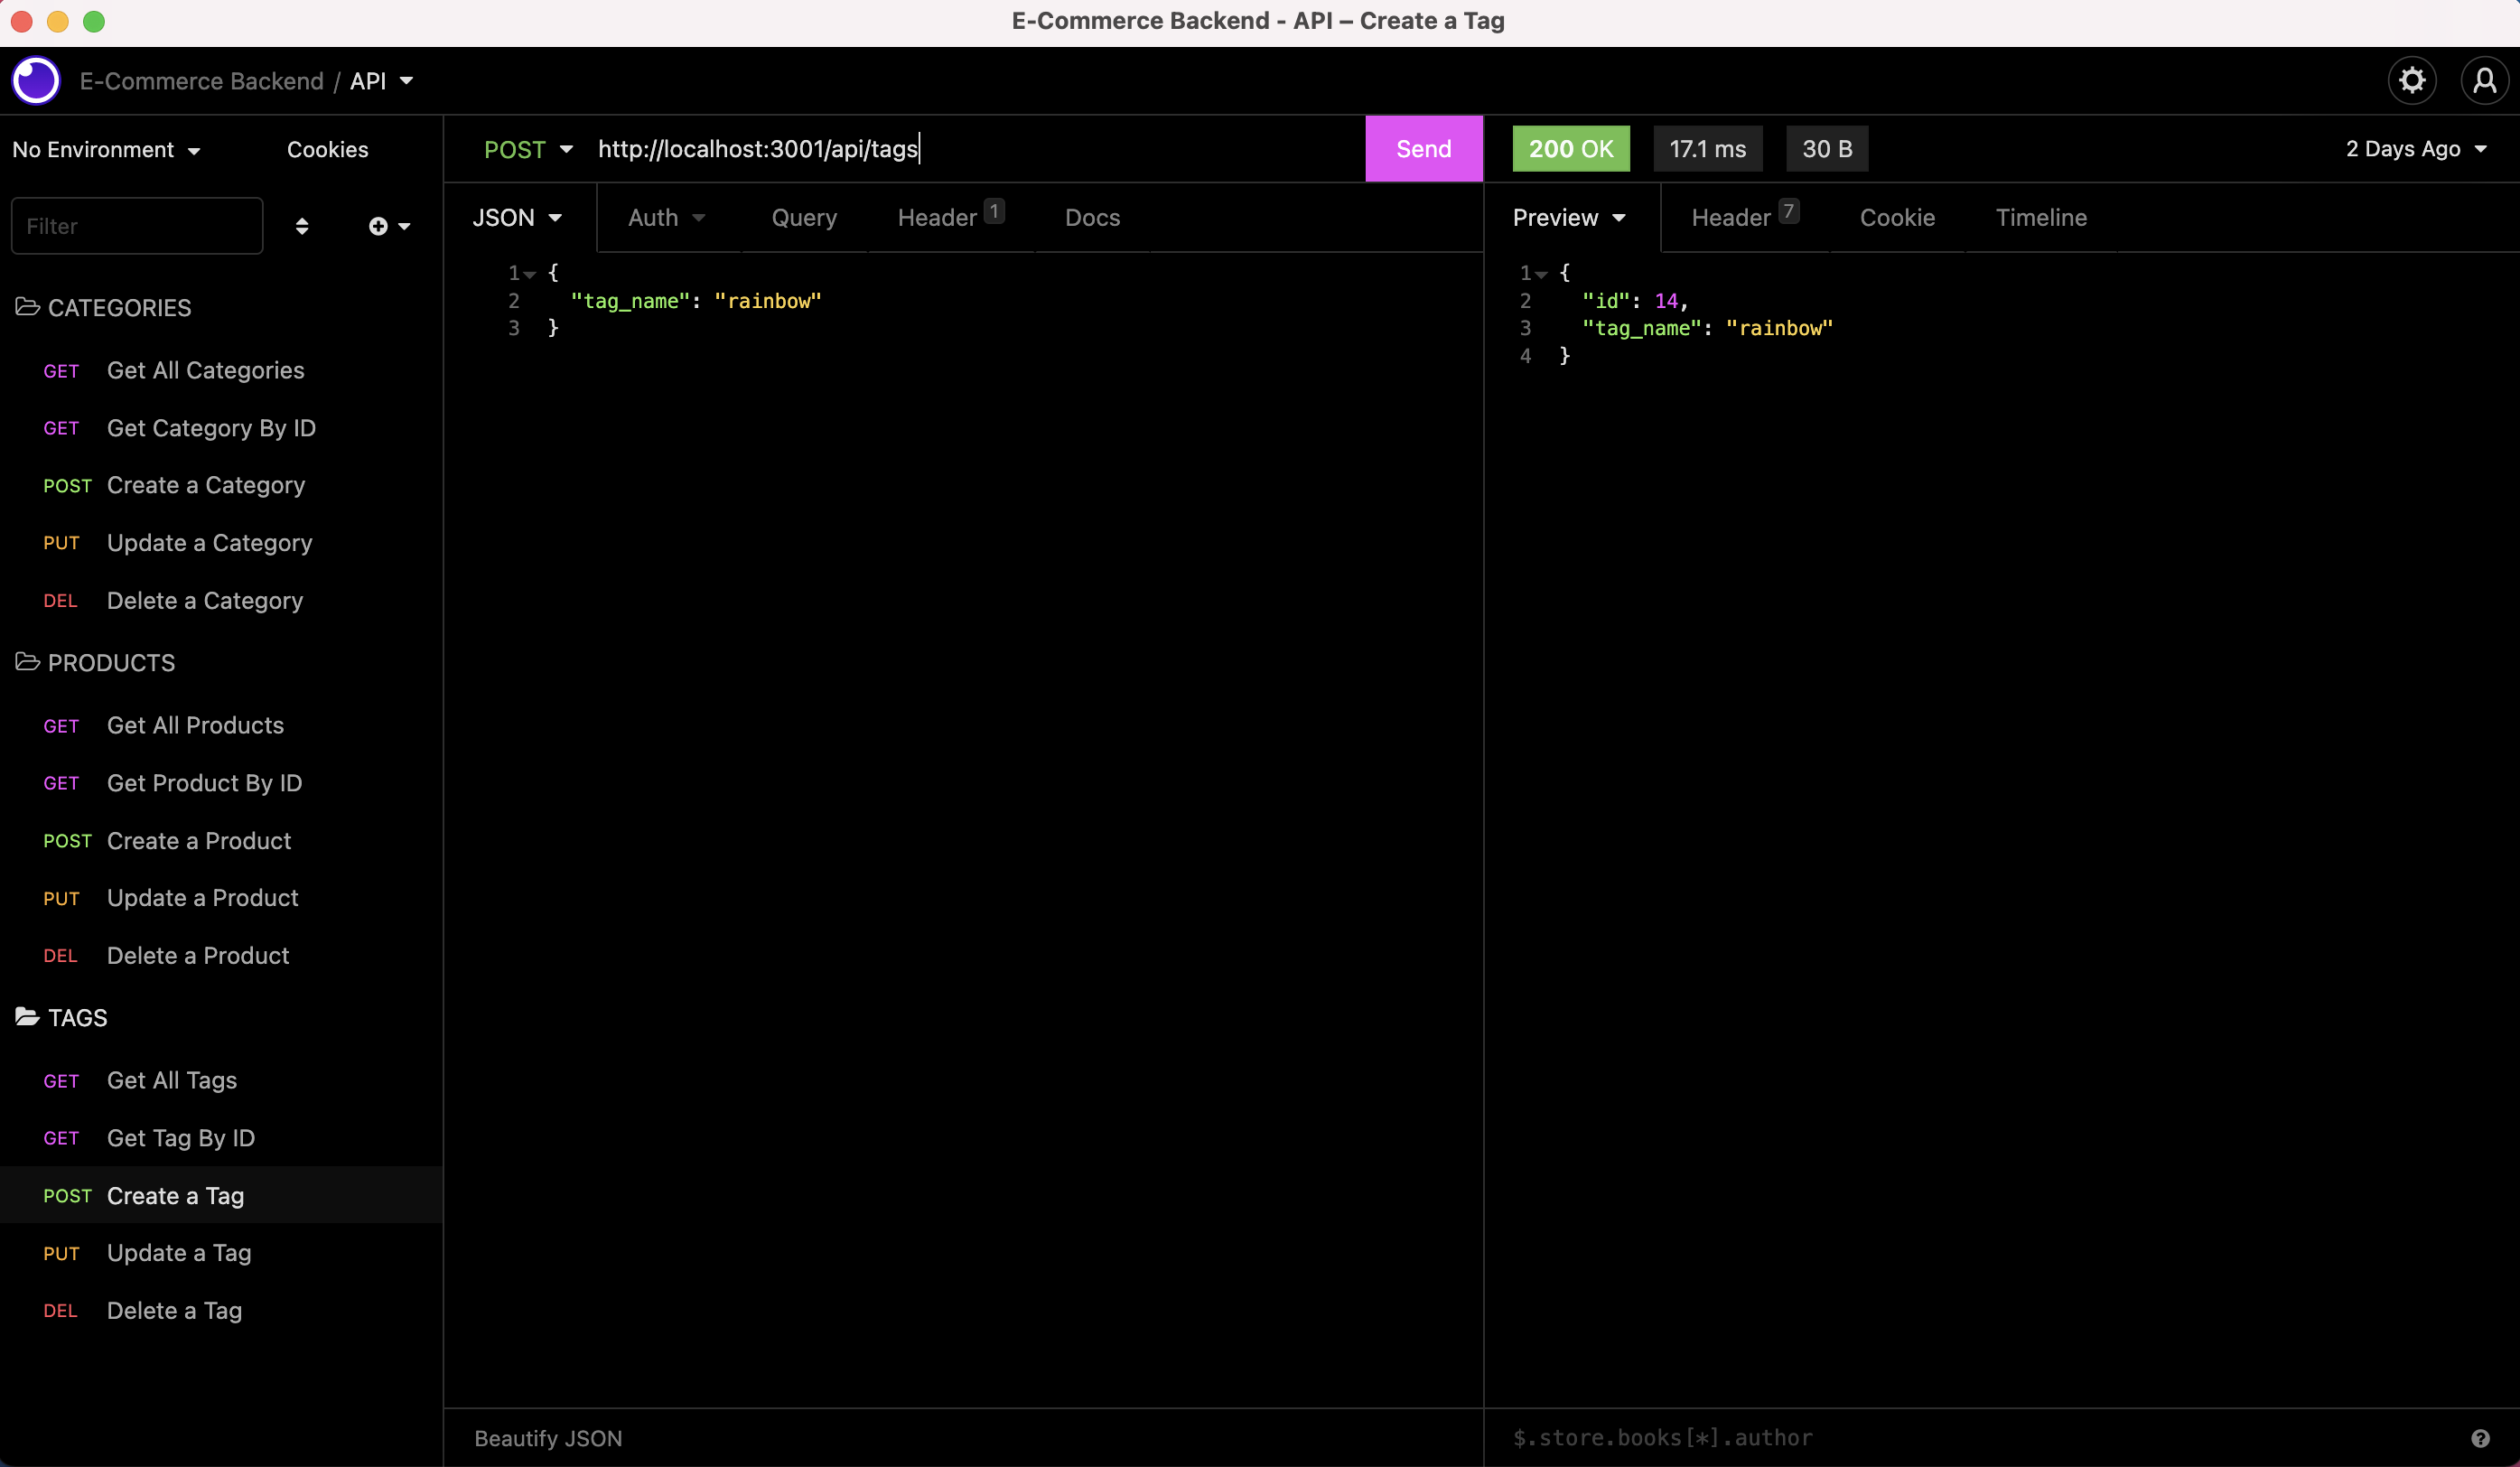 E-Commerce Backend - API – Create a Tag
E-Commerce Backend / API
No Environment
Cookies
Filter
CATEGORIES
GET Get All Categories
GET Get Category By ID
POST Create a Category
PUT Update a Category
DEL Delete a Category
PRODUCTS
GET Get All Products
GET Get Product By ID
POST Create a Product
PUT Update a Product
DEL Delete a Product
TAGS
GET Get All Tags
GET Get Tag By ID
POST Create a Tag
PUT Update a Tag
DEL Delete a Tag
POST http://localhost:3001/api/tags Send
JSON Auth Query Header 1 Docs
1 {
2 "tag_name": "rainbow"
3 }
Beautify JSON
200 OK 17.1 ms 30 B 2 Days Ago
Preview Header 7 Cookie Timeline
1 {
2 "id": 14,
3 "tag_name": "rainbow"
4 }
$.store.books[*].author